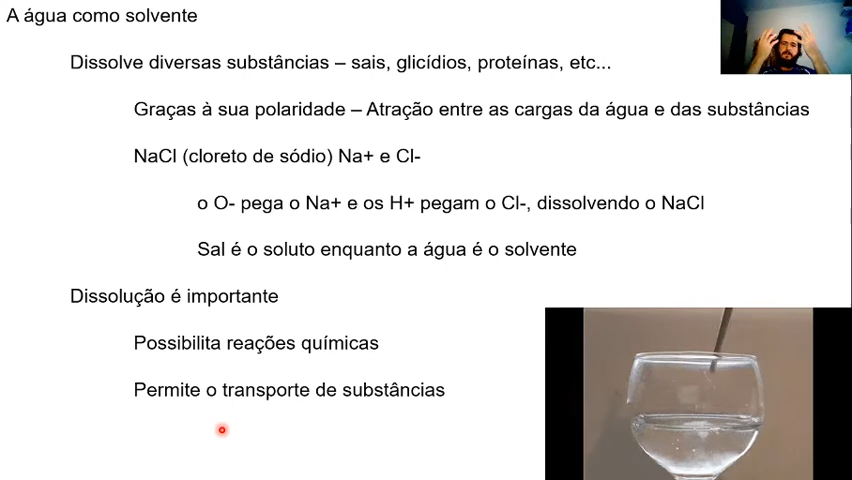 A água como solvente
Dissolve diversas substâncias – sais, glicídios, proteínas, etc...
Graças à sua polaridade – Atração entre as cargas da água e das substâncias
NaCl (cloreto de sódio) Na+ e Cl-
o O- pega o Na+ e os H+ pegam o Cl-, dissolvendo o NaCl
Sal é o soluto enquanto a água é o solvente
Dissolução é importante
Possibilita reações químicas
Permite o transporte de substâncias